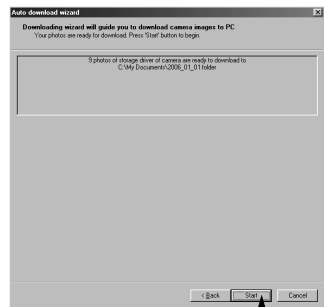 Auto download wizard
Downloading wizard will guide you to download camera images to PC
Your photos are ready for download. Press 'Start' button to begin.
9 photos of storage driver of camera are ready to download to
C:\My Documents\2006_01_01 folder
< Back Start Cancel